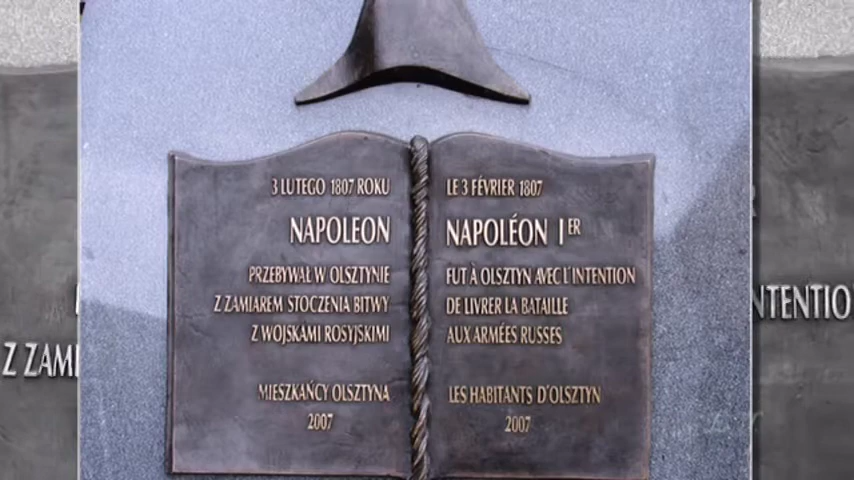 3 LUTEGO 1807 ROKU
NAPOLEON
PRZEBYWAŁ W OLSZTYNIE
Z ZAMIAREM STOCZENIA BITWY
Z WOJSKAMI ROSYJSKIMI
MIESZKAŃCY OLSZTYNA
2007
LE 3 FÉVRIER 1807
NAPOLÉON IER
FUT À OLSZTYN AVEC L'INTENTION
DE LIVRER LA BATAILLE
AUX ARMÉES RUSSES
LES HABITANTS D'OLSZTYN
2007
Z ZAMI
INTENTIO